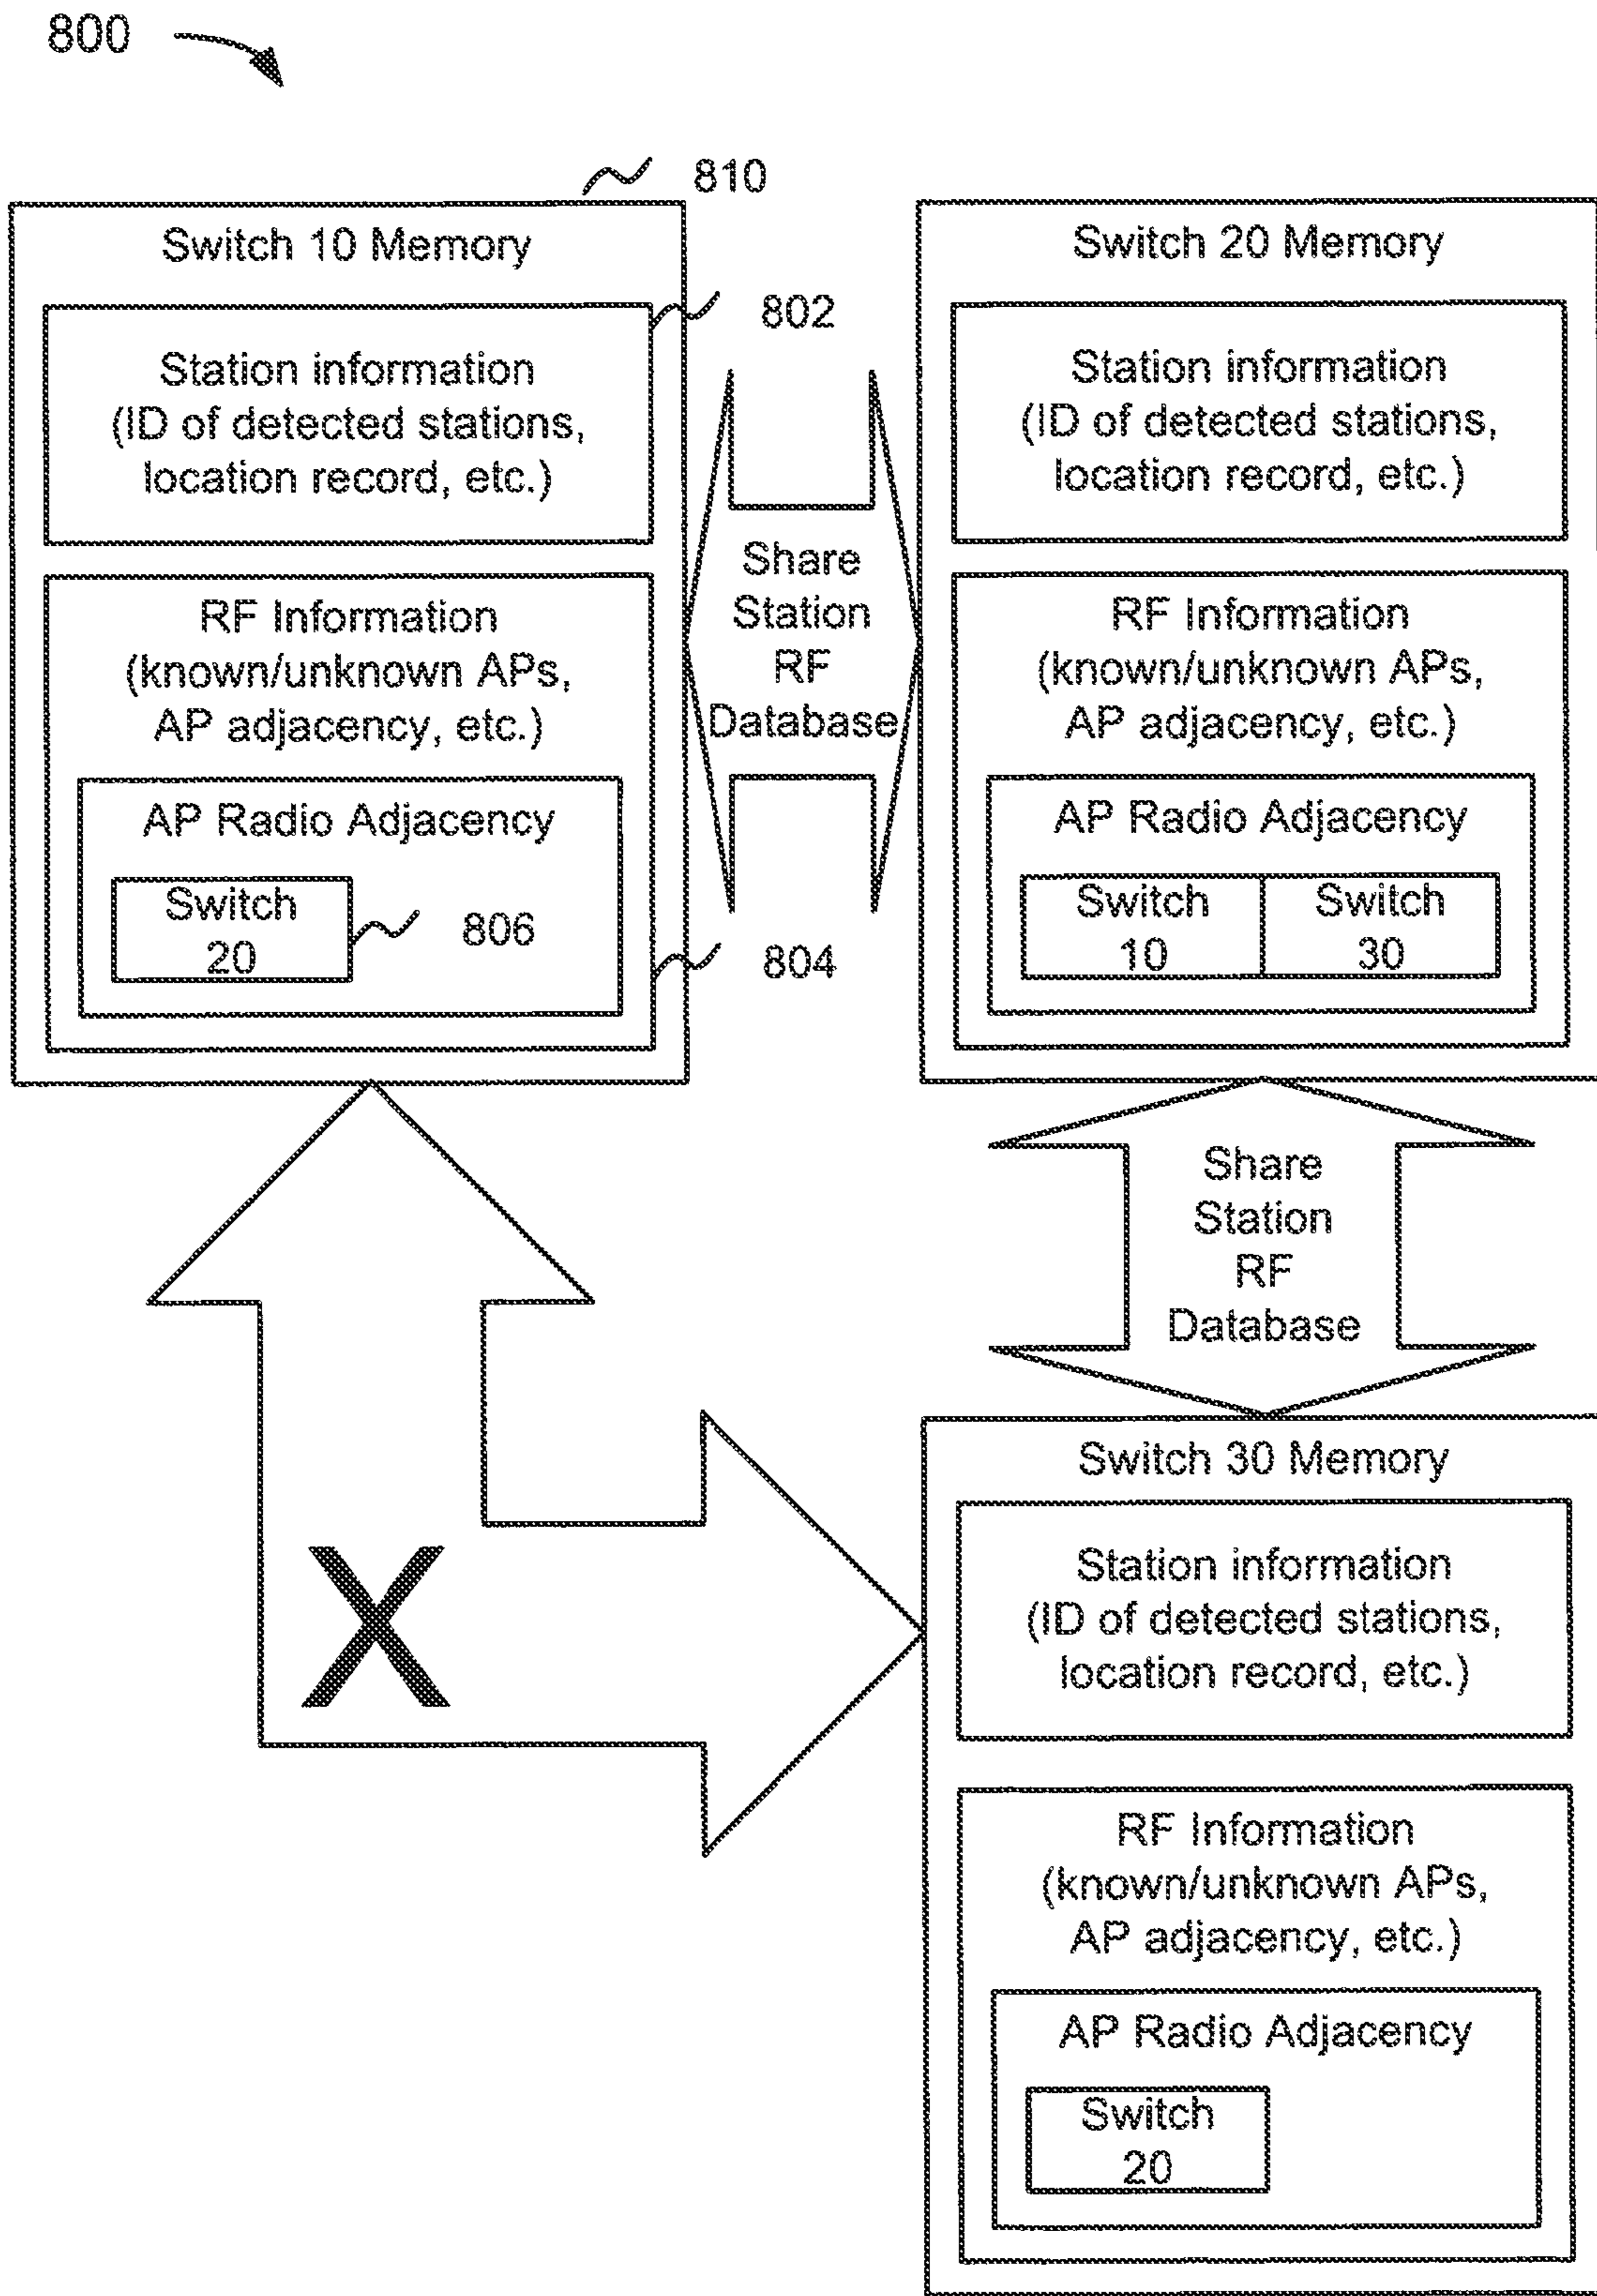 800
810
Switch 10 Memory
802
Station information
(ID of detected stations,
location record, etc.)
RF Information
(known/unknown APs,
AP adjacency, etc.)
AP Radio Adjacency
Switch
20
806
804
Share
Station
RF
Database
Switch 20 Memory
Station information
(ID of detected stations,
location record, etc.)
RF Information
(known/unknown APs,
AP adjacency, etc.)
AP Radio Adjacency
Switch
10
Switch
30
Share
Station
RF
Database
X
Switch 30 Memory
Station information
(ID of detected stations,
location record, etc.)
RF Information
(known/unknown APs,
AP adjacency, etc.)
AP Radio Adjacency
Switch
20